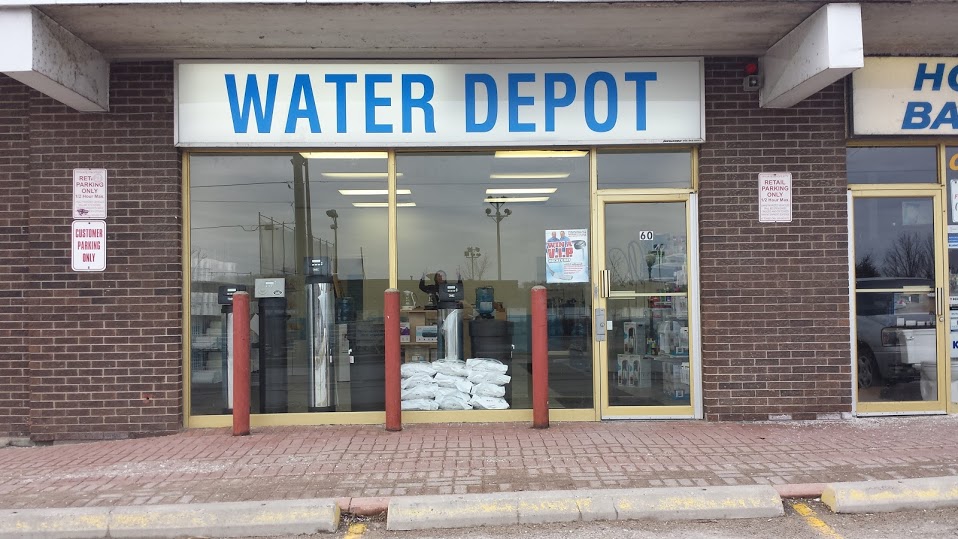 WATER DEPOT
HO
BA
RETAIL
PARKING
ONLY
1/2 Hour Max
CUSTOMER
PARKING
ONLY
60
WIN A
V.I.P.
RETAIL
PARKING
ONLY
1/2 Hour Max
K